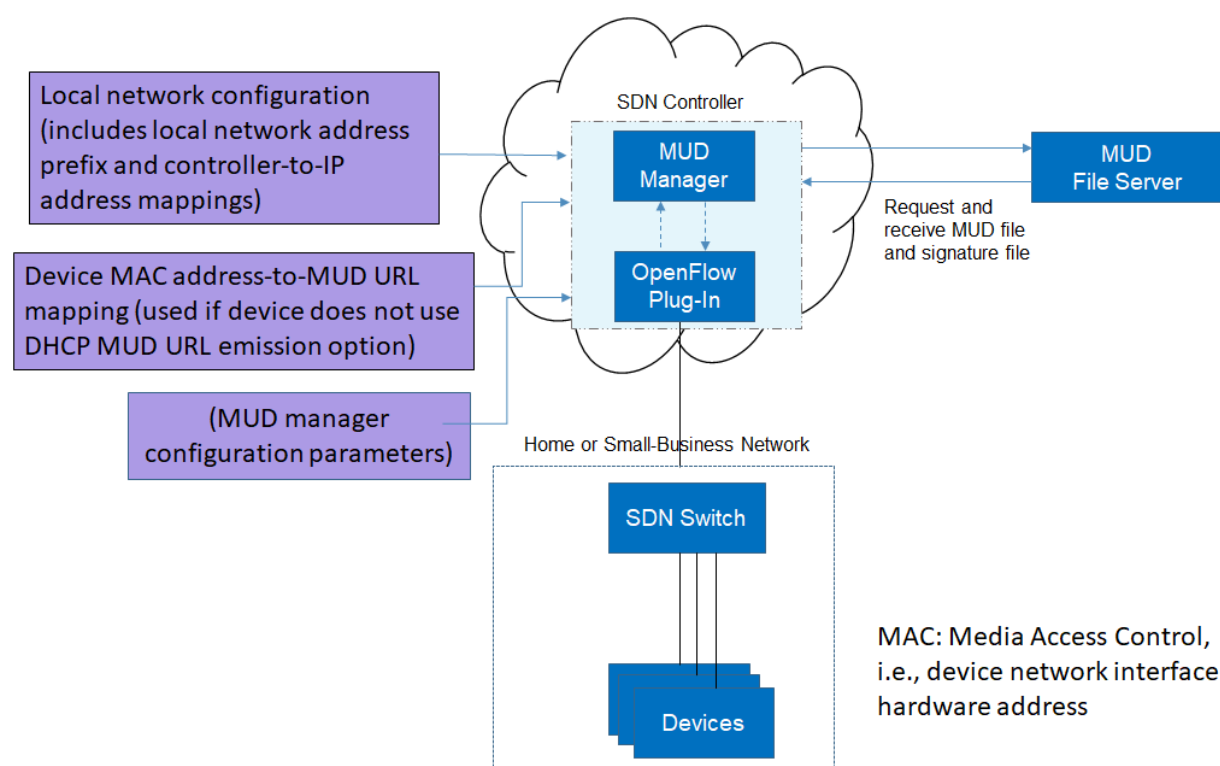 Local network configuration
(includes local network address
prefix and controller-to-IP
address mappings)
SDN Controller
MUD
Manager
MUD
File Server
Request and
receive MUD file
and signature file
Device MAC address-to-MUD URL
mapping (used if device does not use
DHCP MUD URL emission option)
OpenFlow
Plug-In
(MUD manager
configuration parameters)
Home or Small-Business Network
SDN Switch
Devices
MAC: Media Access Control,
i.e., device network interface
hardware address